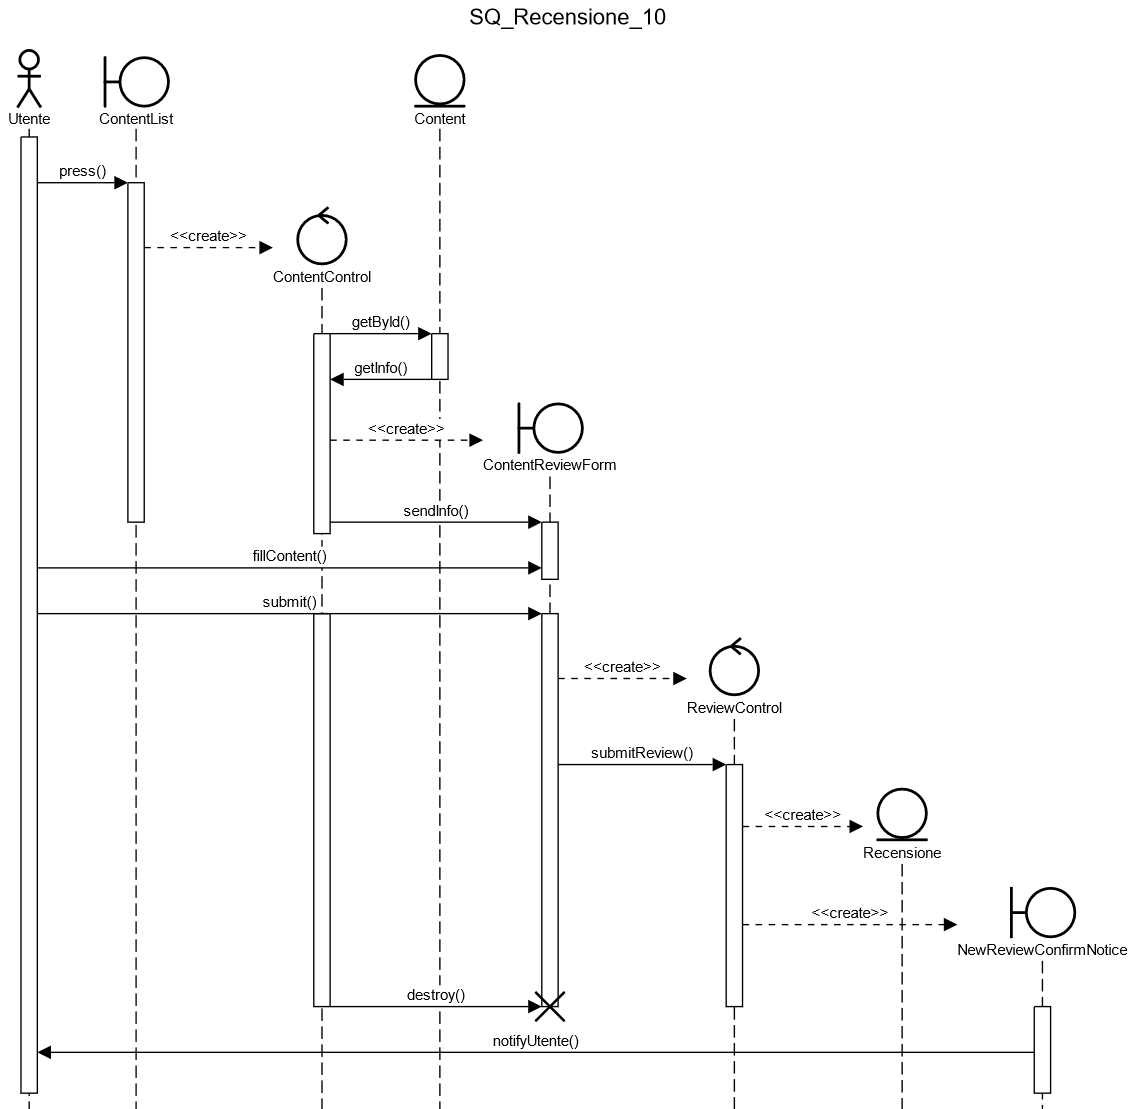 SQ_Recensione_10
Utente
ContentList
Content
press()
<<create>>
ContentControl
getById()
getInfo()
<<create>>
ContentReviewForm
sendInfo()
fillContent()
submit()
<<create>>
ReviewControl
submitReview()
<<create>>
Recensione
<<create>>
NewReviewConfirmNotice
destroy()
notifyUtente()